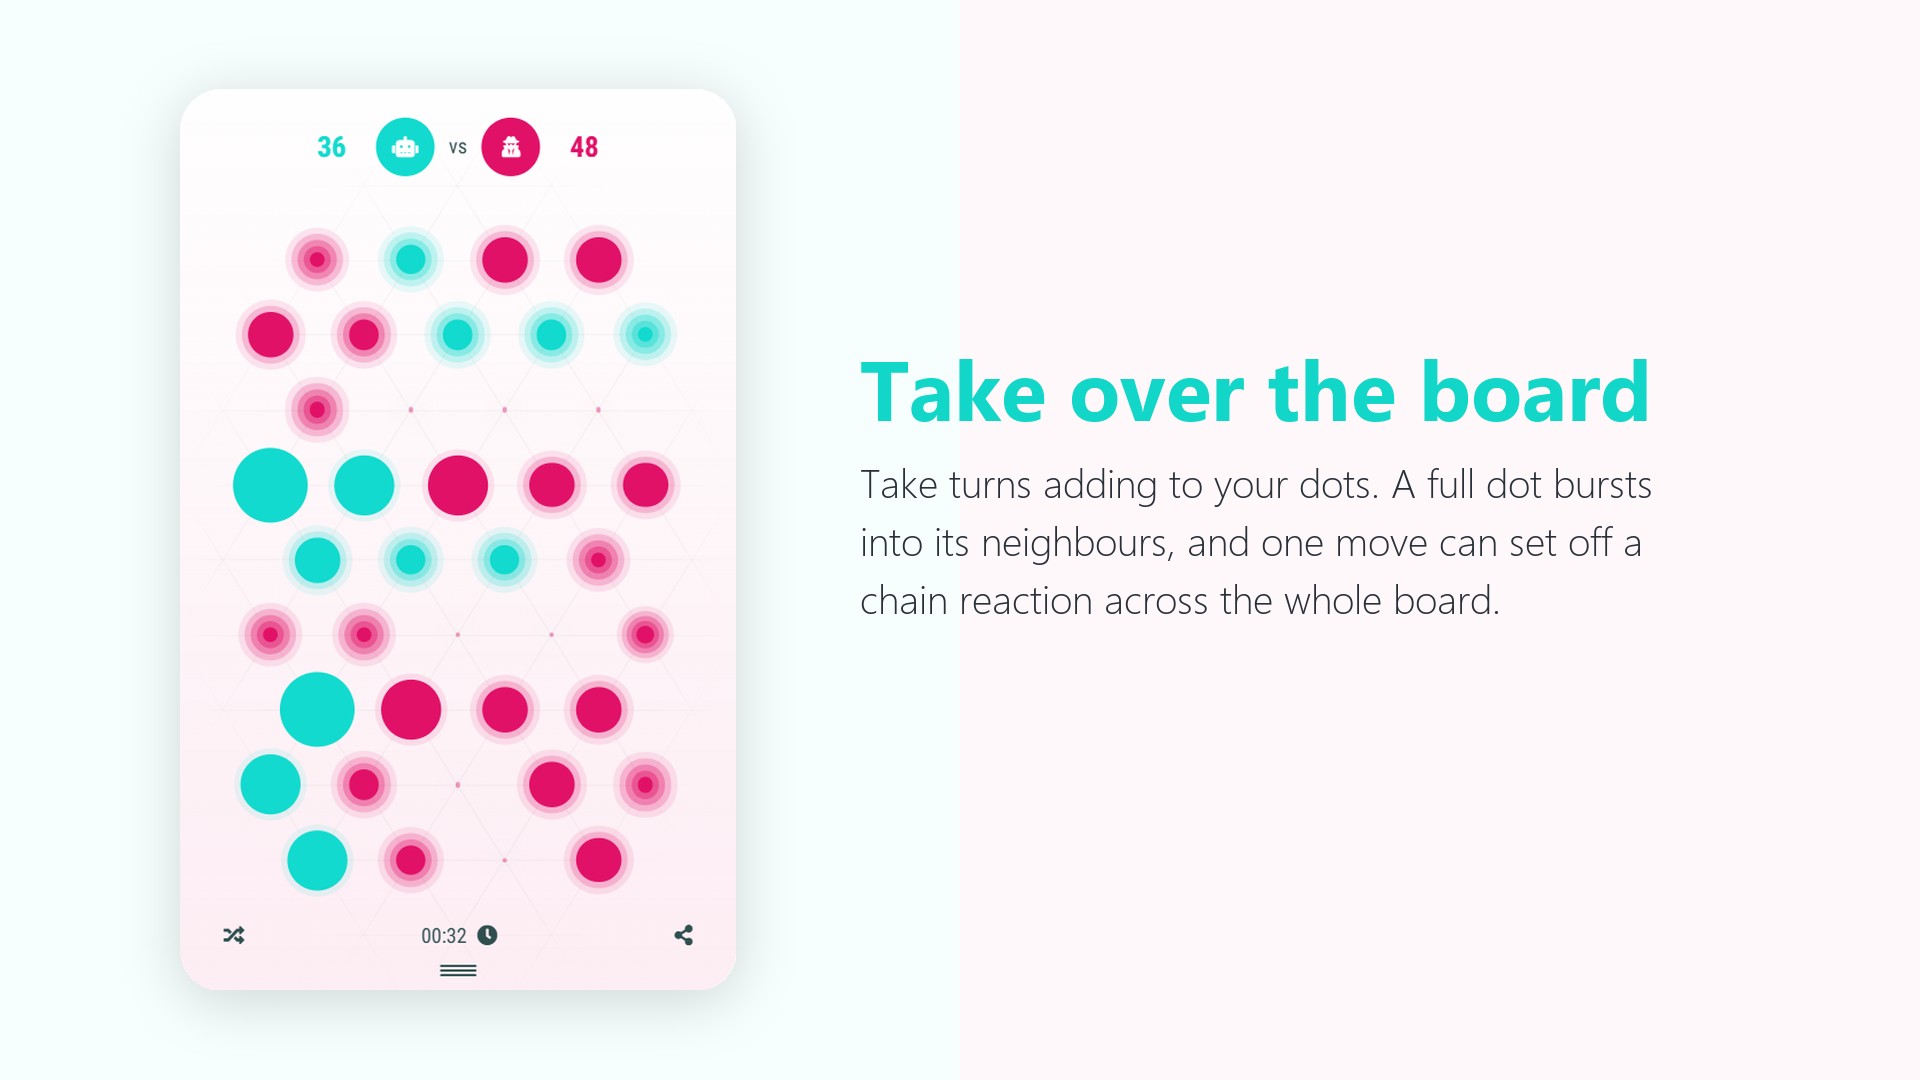 36 vs 48
Take over the board
Take turns adding to your dots. A full dot bursts
into its neighbours, and one move can set off a
chain reaction across the whole board.
00:32